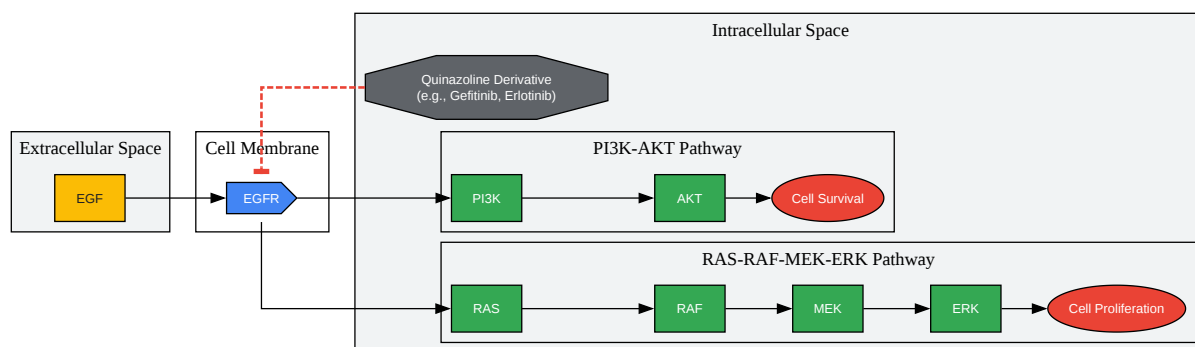 Intracellular Space
Quinazoline Derivative
(e.g., Gefitinib, Erlotinib)
Extracellular Space
Cell Membrane
PI3K-AKT Pathway
EGF
EGFR
PI3K
AKT
Cell Survival
RAS-RAF-MEK-ERK Pathway
RAS
RAF
MEK
ERK
Cell Proliferation